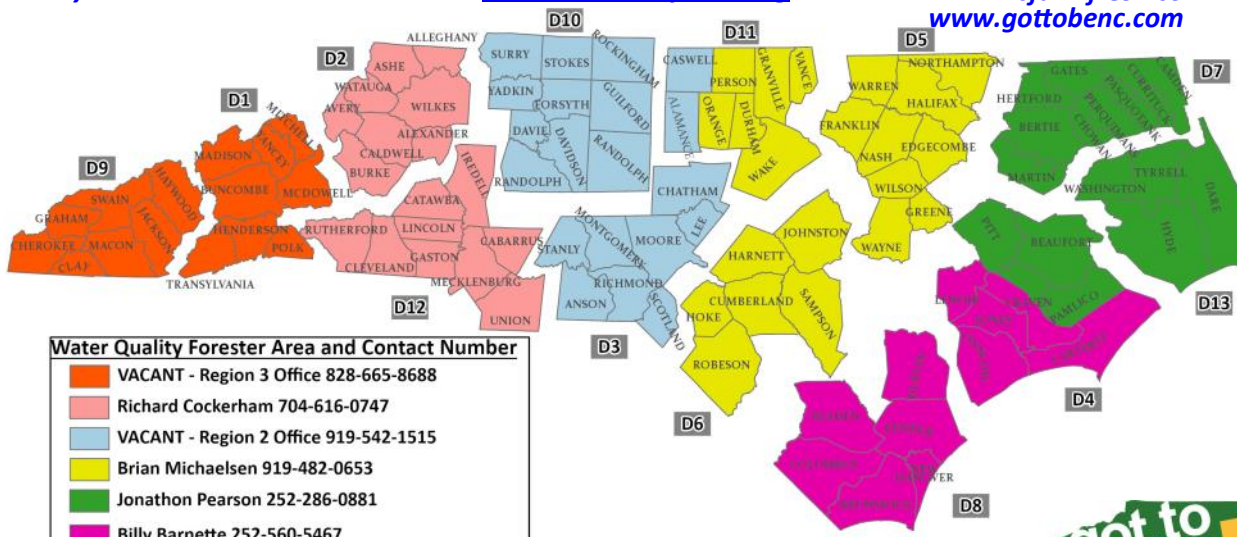 www.gottobenc.com
D10
D11
D5
D2
D7
D1
D9
D12
D3
D6
D4
D8
D13
ALLEGHANY
ASHE
WATAUGA
AVERY
WILKES
ALEXANDER
CALDWELL
BURKE
SURRY
STOKES
ROCKINGHAM
YADKIN
FORSYTH
GUILFORD
DAVIE
DAVIDSON
RANDOLPH
RANDOLPH
CASWELL
ALAMANCE
PERSON
GRANVILLE
VANCE
ORANGE
DURHAM
WAKE
WARREN
NORTHAMPTON
HALIFAX
FRANKLIN
EDGECOMBE
NASH
WILSON
GREENE
WAYNE
GATES
CAMDEN
CURRITUCK
PASQUOTANK
PERQUIMANS
CHOWAN
HERTFORD
BERTIE
MARTIN
WASHINGTON
TYRRELL
DARE
HYDE
PITT
BEAUFORT
PAMLICO
CRAVEN
MITCHELL
YANCEY
MADISON
BUNCOMBE
MCDOWELL
HAYWOOD
SWAIN
GRAHAM
JACKSON
CHEROKEE
MACON
CLAY
HENDERSON
POLK
TRANSYLVANIA
RUTHERFORD
CLEVELAND
CATAWBA
LINCOLN
GASTON
IREDELL
CABARRUS
MECKLENBURG
UNION
CHATHAM
LEE
MONTGOMERY
STANLY
MOORE
RICHMOND
ANSON
SCOTLAND
JOHNSTON
HARNETT
CUMBERLAND
HOKE
SAMPSON
ROBESON
Water Quality Forester Area and Contact Number
VACANT - Region 3 Office 828-665-8688
Richard Cockerham 704-616-0747
VACANT - Region 2 Office 919-542-1515
Brian Michaelsen 919-482-0653
Jonathon Pearson 252-286-0881
Billy Barnette 252-560-5467
got to